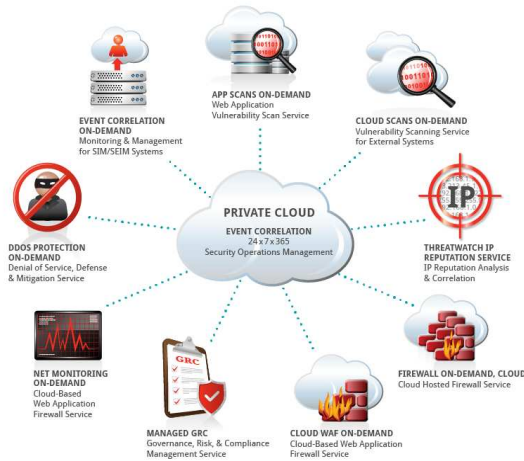 APP SCANS ON-DEMAND
Web Application
Vulnerability Scan Service
EVENT CORRELATION
ON-DEMAND
Monitoring & Management
for SIM/SEIM Systems
CLOUD SCANS ON-DEMAND
Vulnerability Scanning Service
for External Systems
PRIVATE CLOUD
EVENT CORRELATION
24x7x365
Security Operations Management
IP
THREATWATCH IP
REPUTATION SERVICE
IP Reputation Analysis
& Correlation
DDOS PROTECTION
ON-DEMAND
Denial of Service, Defense
& Mitigation Service
NET MONITORING
ON-DEMAND
Cloud-Based
Web Application
Firewall Service
GRC
MANAGED GRC
Governance, Risk, & Compliance
Management Service
CLOUD WAF ON-DEMAND
Cloud-Based Web Application
Firewall Service
FIREWALL ON-DEMAND, CLOUD
Cloud Hosted Firewall Service